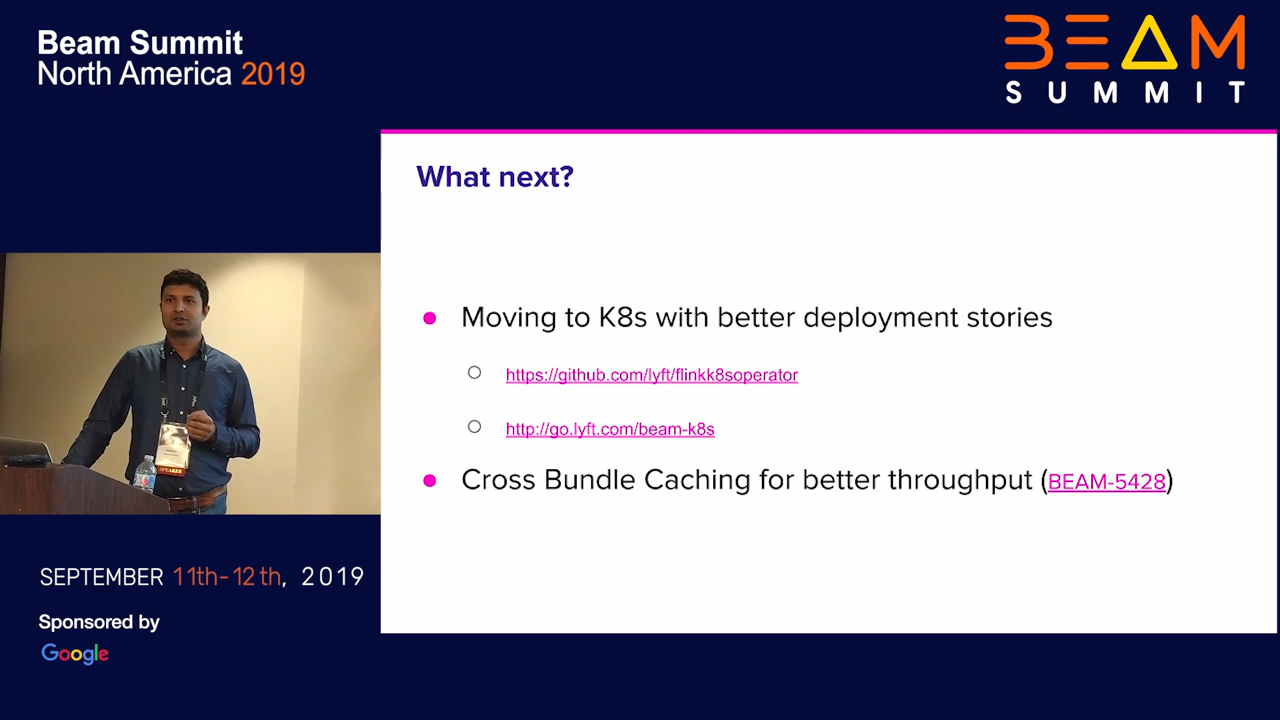 Beam Summit
North America 2019
BEAM
SUMMIT
What next?
Moving to K8s with better deployment stories
https://github.com/lyft/flinkk8soperator
http://go.lyft.com/beam-k8s
Cross Bundle Caching for better throughput (BEAM-5428)
SPEAKER
SEPTEMBER 11th-12th, 2019
Sponsored by
Google